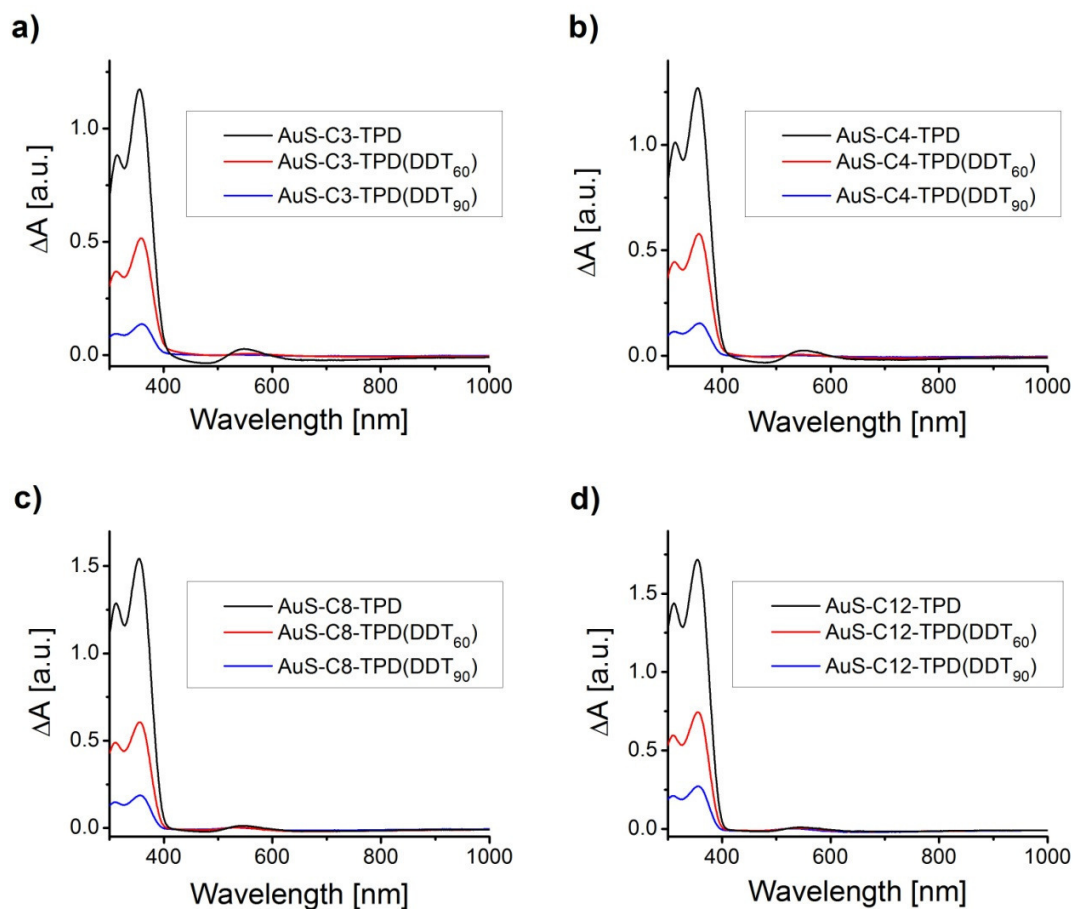 a)
ΔA [a.u.]
1.0
0.5
0.0
AuS-C3-TPD
AuS-C3-TPD(DDT60)
AuS-C3-TPD(DDT90)
400 600 800 1000
Wavelength [nm]
b)
ΔA [a.u.]
1.0
0.5
0.0
AuS-C4-TPD
AuS-C4-TPD(DDT60)
AuS-C4-TPD(DDT90)
400 600 800 1000
Wavelength [nm]
c)
ΔA [a.u.]
1.5
1.0
0.5
0.0
AuS-C8-TPD
AuS-C8-TPD(DDT60)
AuS-C8-TPD(DDT90)
400 600 800 1000
Wavelength [nm]
d)
ΔA [a.u.]
1.5
1.0
0.5
0.0
AuS-C12-TPD
AuS-C12-TPD(DDT60)
AuS-C12-TPD(DDT90)
400 600 800 1000
Wavelength [nm]